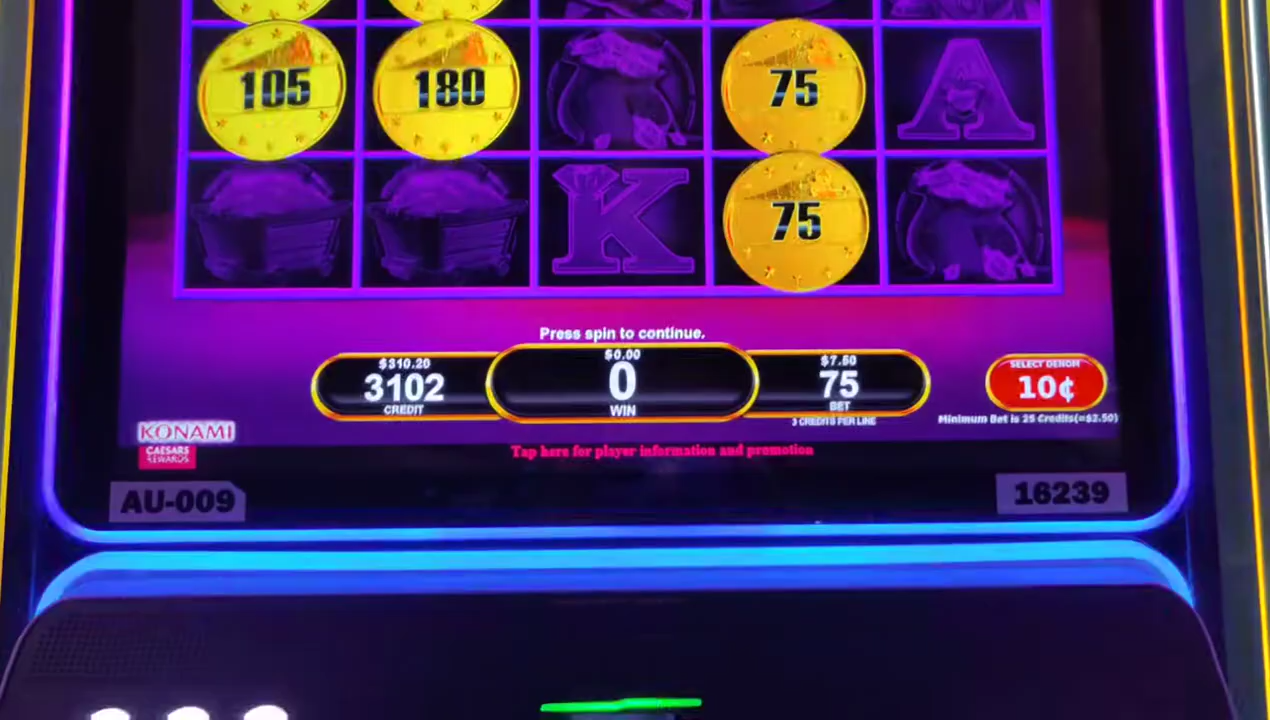 105 180 75 A
K 75
Press spin to continue.
$310.20 $0.00 $7.50 SELECT DENOM
3102 0 75 10¢
CREDIT WIN BET
3 CREDITS PER LINE Minimum Bet is 25 Credits(=$2.50)
KONAMI
CAESARS
REWARDS
Tap here for player information and promotion
AU-009 16239